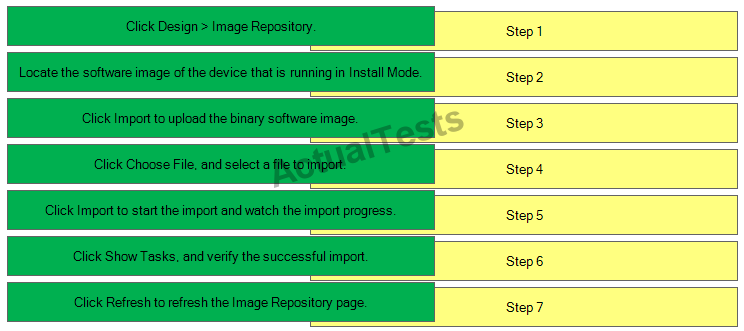 Click Design > Image Repository.
Step 1
Locate the software image of the device that is running in Install Mode.
Step 2
Click Import to upload the binary software image.
Step 3
Click Choose File, and select a file to import.
Step 4
Click Import to start the import and watch the import progress.
Step 5
Click Show Tasks, and verify the successful import.
Step 6
Click Refresh to refresh the Image Repository page.
Step 7
ActualTests